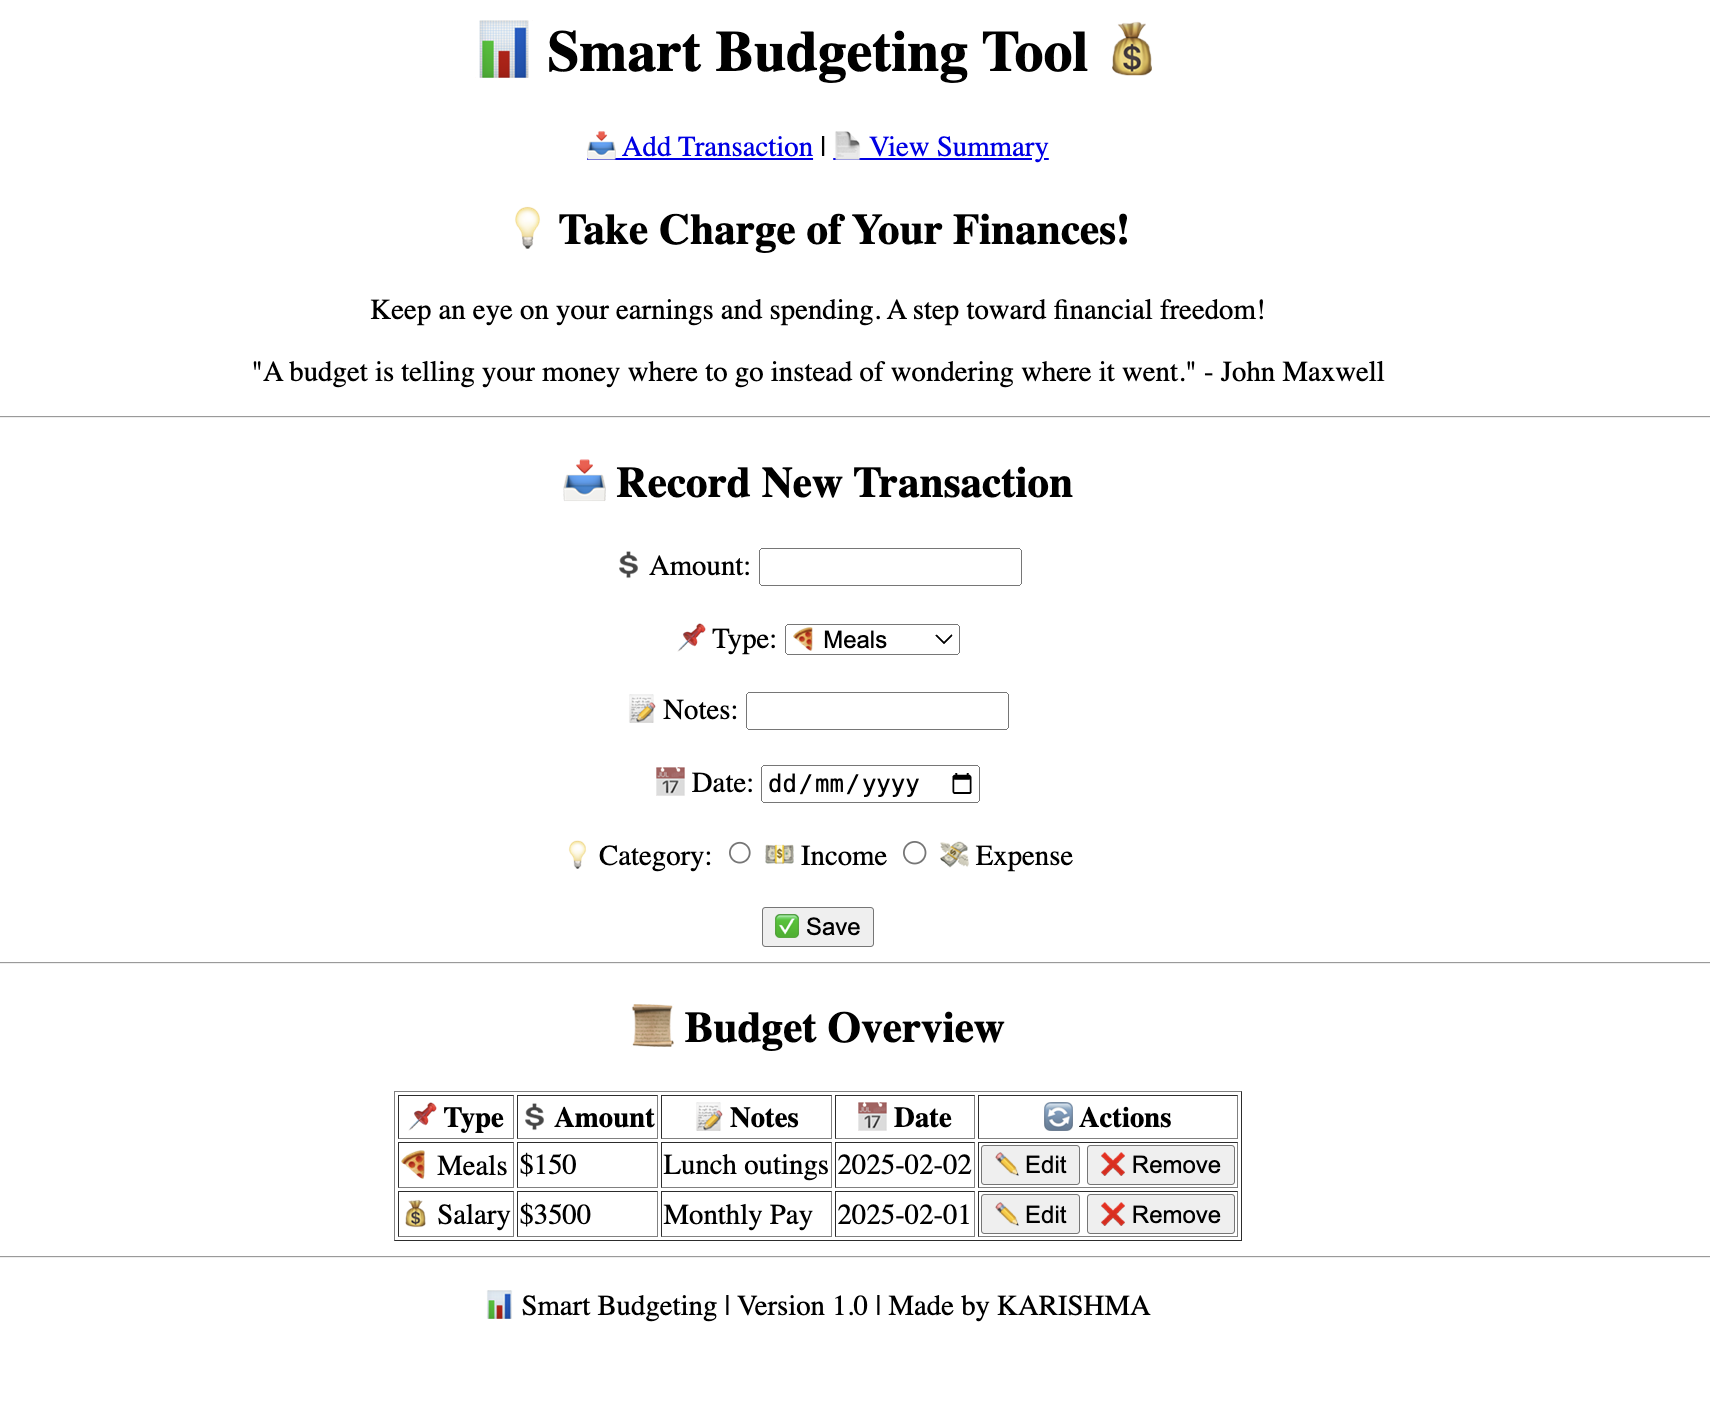 📊 Smart Budgeting Tool 💰
📥 Add Transaction | 📄 View Summary
💡 Take Charge of Your Finances!
Keep an eye on your earnings and spending. A step toward financial freedom!
"A budget is telling your money where to go instead of wondering where it went." - John Maxwell
📥 Record New Transaction
💲 Amount:
📌 Type: 🍕 Meals
📝 Notes:
📅 Date: dd/mm/yyyy
💡 Category: 💵 Income 💸 Expense
✅ Save
📜 Budget Overview
📌 Type 💲 Amount 📝 Notes 📅 Date 🔄 Actions
🍕 Meals $150 Lunch outings 2025-02-02 ✏️ Edit ❌ Remove
💰 Salary $3500 Monthly Pay 2025-02-01 ✏️ Edit ❌ Remove
📊 Smart Budgeting | Version 1.0 | Made by KARISHMA